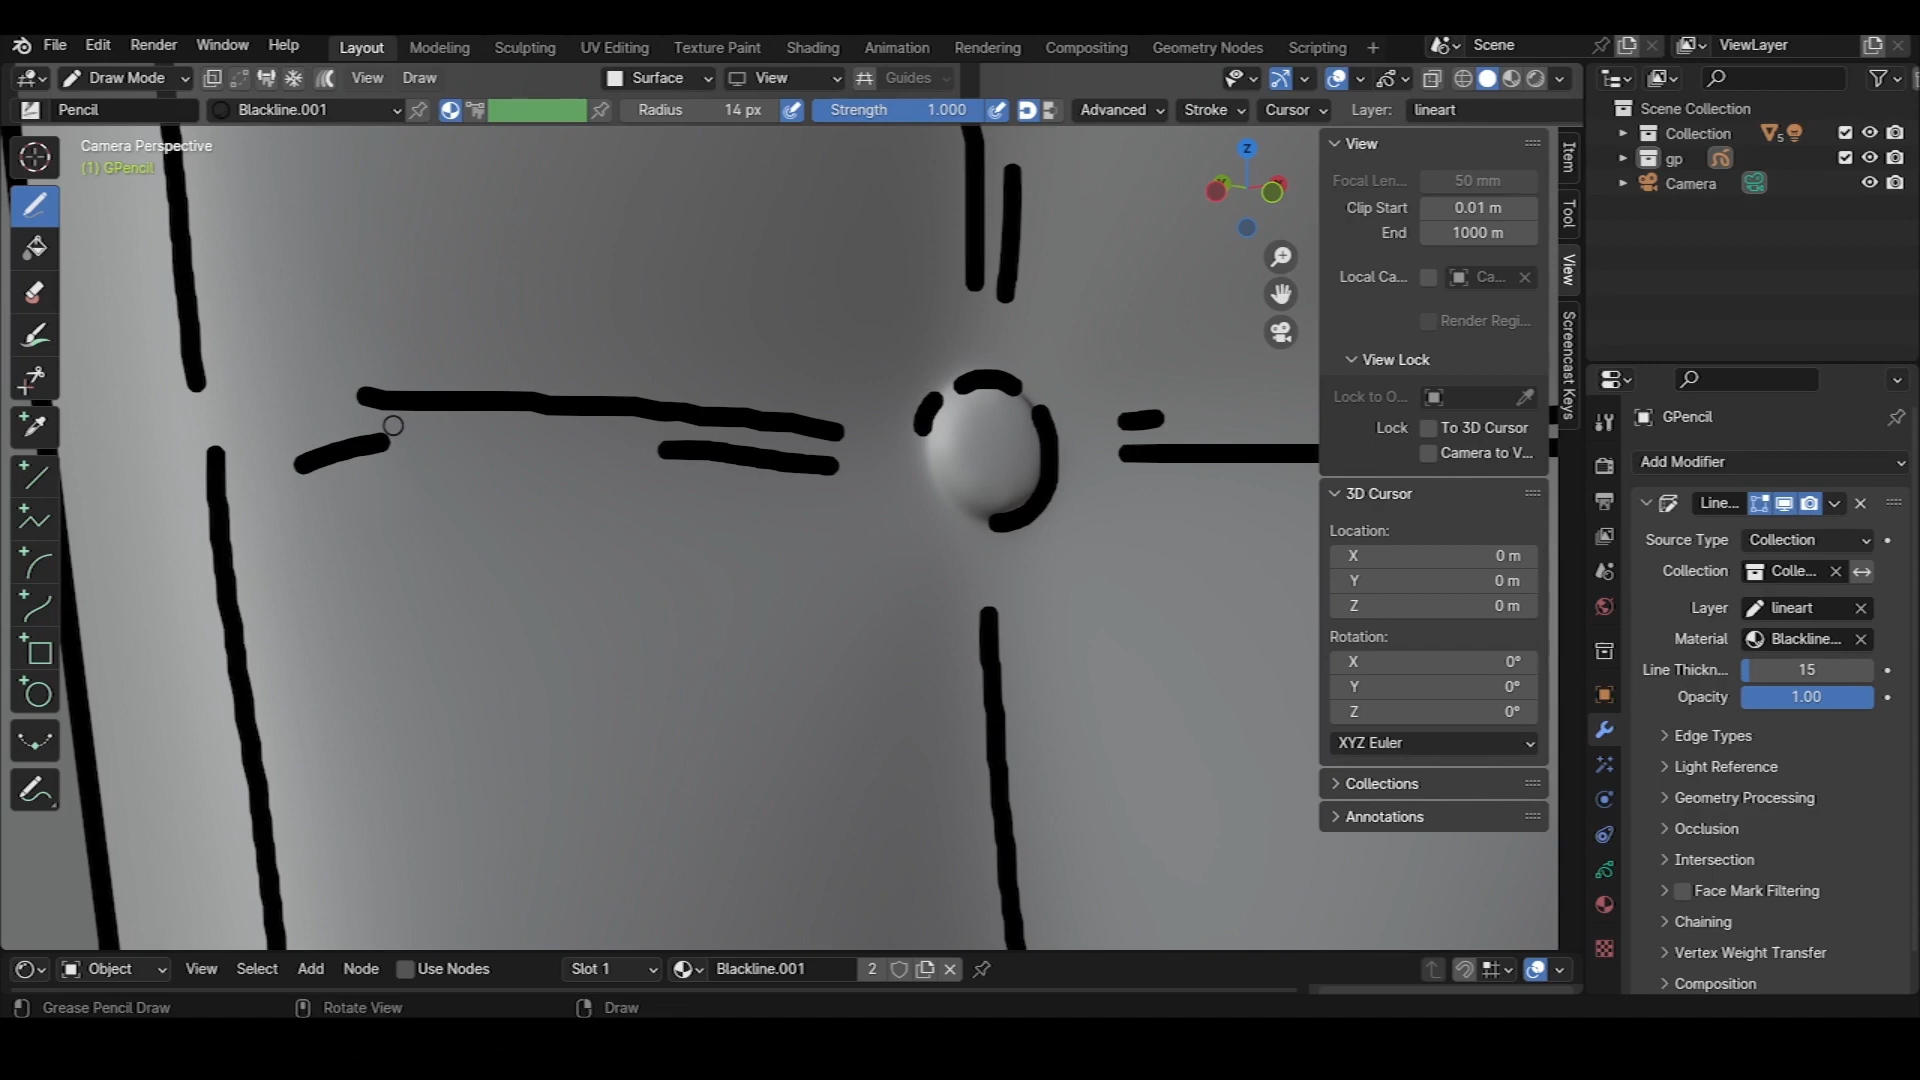 File Edit Render Window Help Layout Modeling Sculpting UV Editing Texture Paint Shading Animation Rendering Compositing Geometry Nodes Scripting + Scene ViewLayer
Draw Mode View Draw Surface View Guides
Pencil Blackline.001 Radius 14 px Strength 1.000 Advanced Stroke Cursor Layer: lineart
Camera Perspective
(1) GPencil
Z
View
Focal Len... 50 mm
Clip Start 0.01 m
End 1000 m
Local Ca... Ca...
Render Regi...
View Lock
Lock to O...
Lock To 3D Cursor
Camera to V...
3D Cursor
Location:
X 0 m
Y 0 m
Z 0 m
Rotation:
X 0°
Y 0°
Z 0°
XYZ Euler
Collections
Annotations
Item
Tool
View
Screencast Keys
Scene Collection
Collection 5
gp
Camera
GPencil
Add Modifier
Line...
Source Type Collection
Collection Colle...
Layer lineart
Material Blackline...
Line Thickn... 15
Opacity 1.00
Edge Types
Light Reference
Geometry Processing
Occlusion
Intersection
Face Mark Filtering
Chaining
Vertex Weight Transfer
Composition
Object View Select Add Node Use Nodes Slot 1 Blackline.001 2
Grease Pencil Draw Rotate View Draw